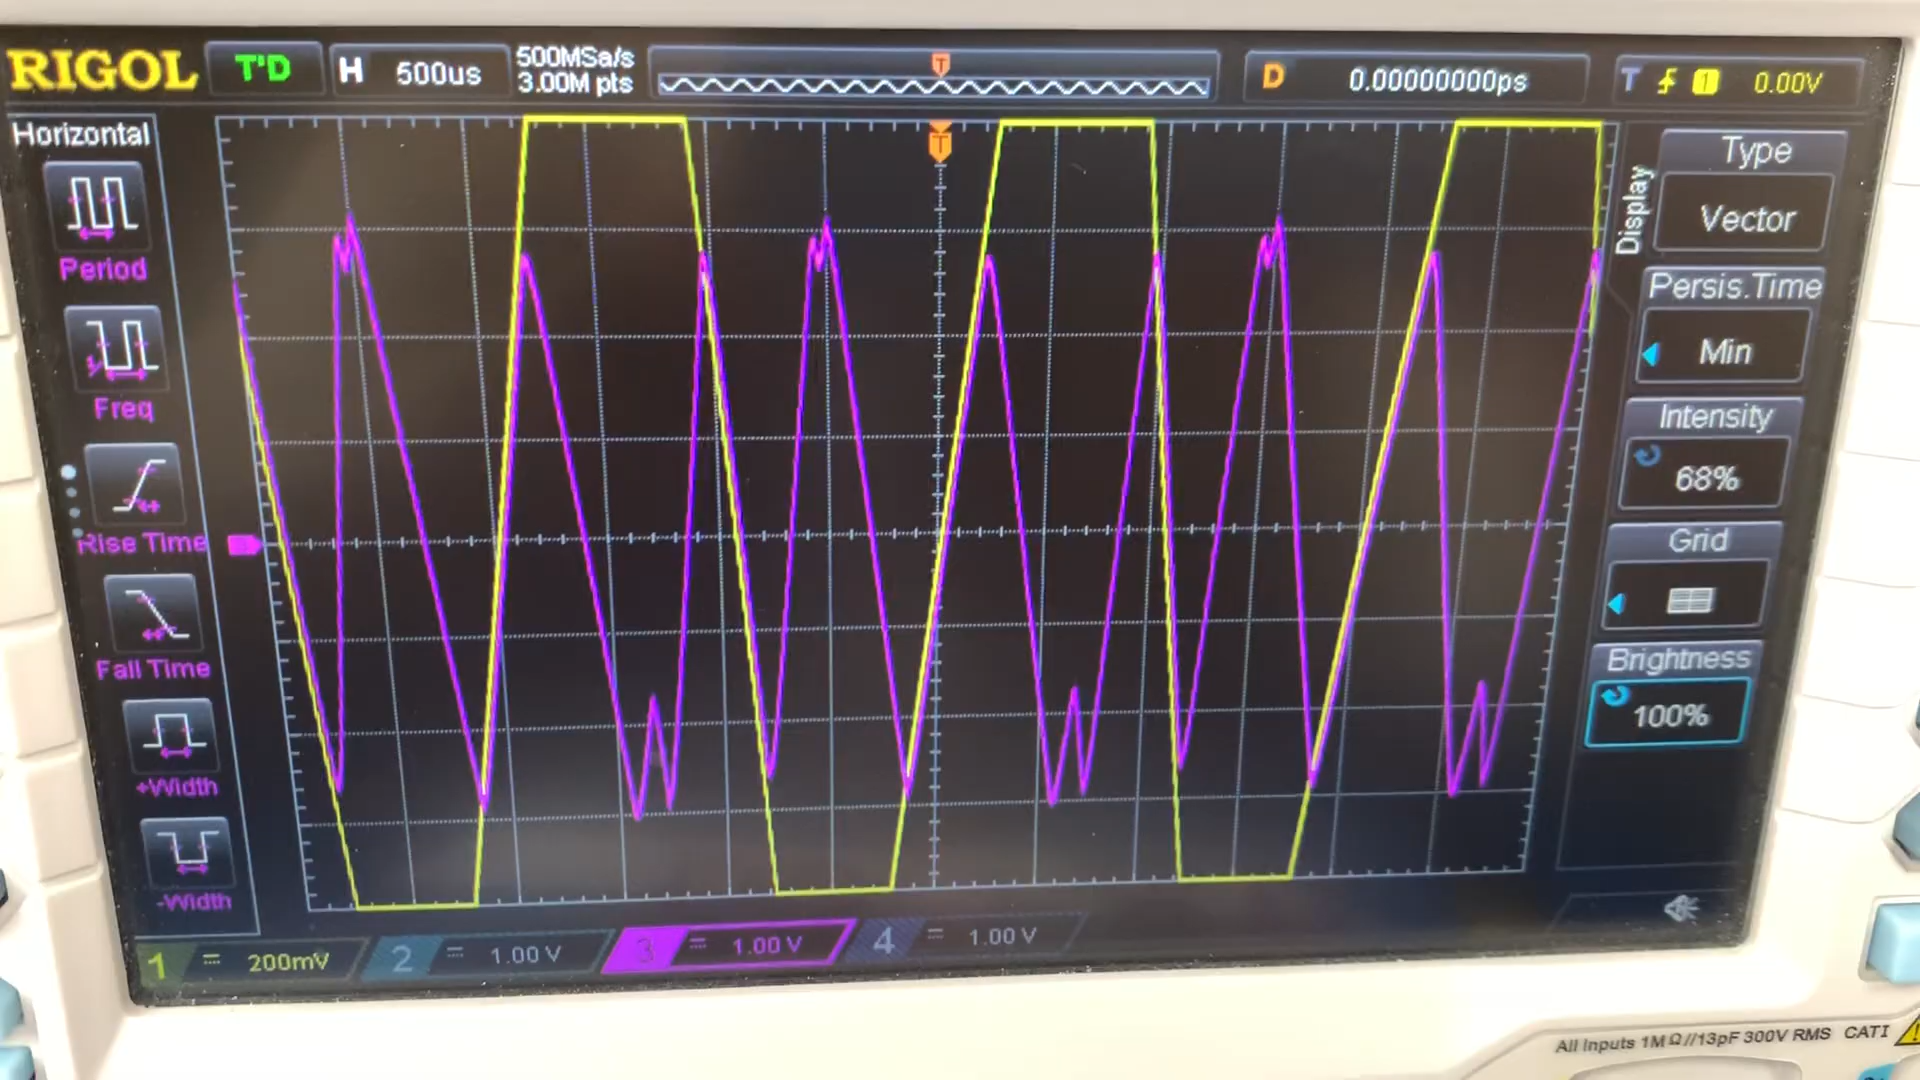 RIGOL T'D H 500us 500MSa/s D 0.00000000ps T 1 0.00V
3.00M pts
T
T
Horizontal
Period
Freq
Rise Time
Fall Time
+Width
-Width
Display
Type
Vector
Persis.Time
Min
Intensity
68%
Grid
Brightness
100%
1 200mV 2 1.00 V 3 1.00 V 4 1.00 V
All Inputs 1MΩ//13pF 300V RMS CAT I